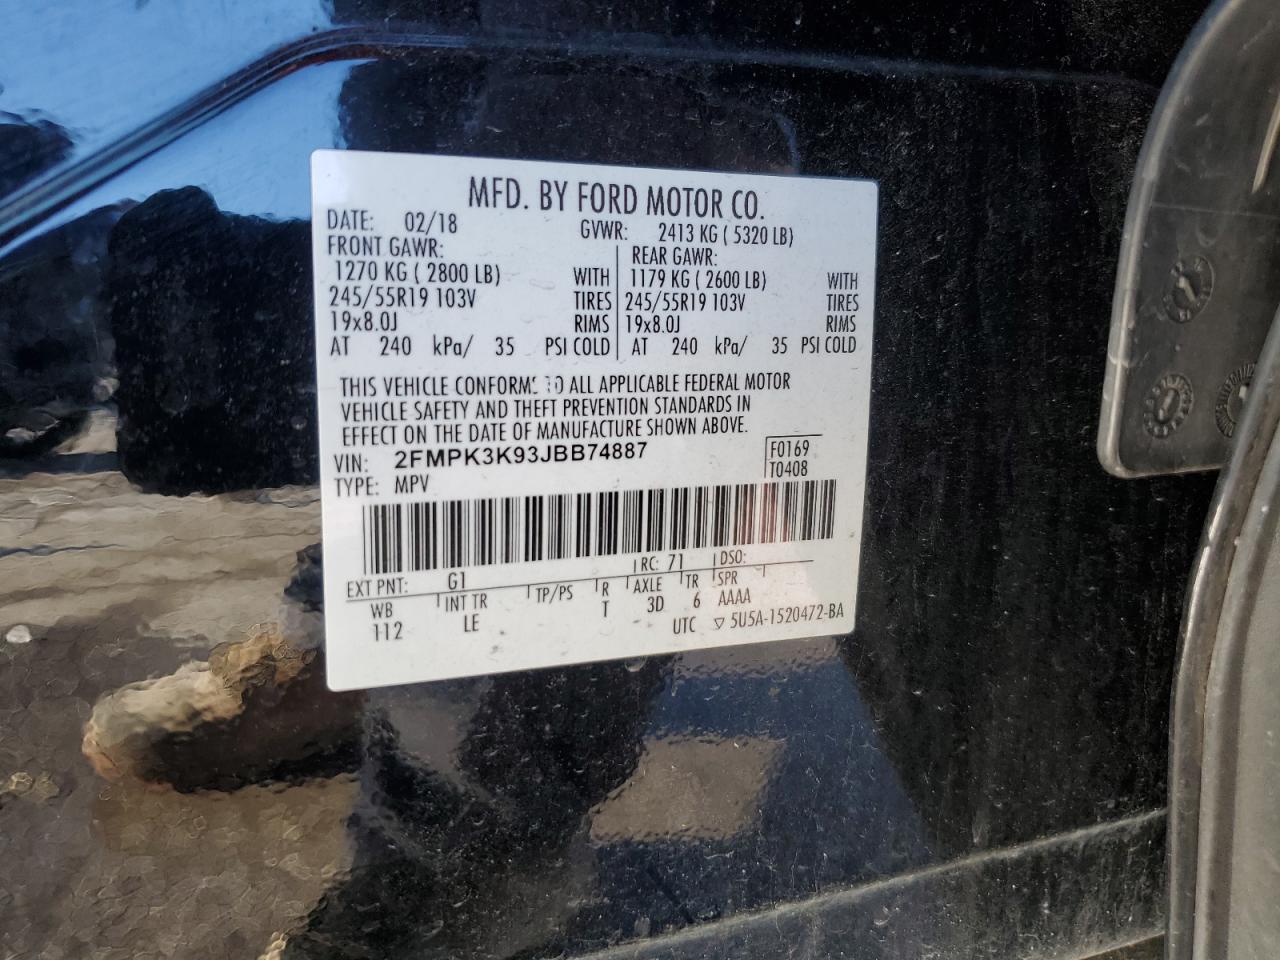 MFD. BY FORD MOTOR CO.
DATE: 02/18 GVWR: 2413 KG ( 5320 LB)
FRONT GAWR: REAR GAWR:
1270 KG ( 2800 LB) WITH 1179 KG ( 2600 LB) WITH
245/55R19 103V TIRES 245/55R19 103V TIRES
19x8.0J RIMS 19x8.0J RIMS
AT 240 kPa/ 35 PSI COLD AT 240 kPa/ 35 PSI COLD
THIS VEHICLE CONFORMS TO ALL APPLICABLE FEDERAL MOTOR
VEHICLE SAFETY AND THEFT PREVENTION STANDARDS IN
EFFECT ON THE DATE OF MANUFACTURE SHOWN ABOVE.
VIN: 2FMPK3K93JBB74887 F0169
TYPE: MPV T0408
EXT PNT: G1 RC: 71 DSO:
WB INT TR TP/PS R AXLE TR SPR
112 LE T 3D 6 AAAA
UTC ▽ 5U5A-1520472-BA